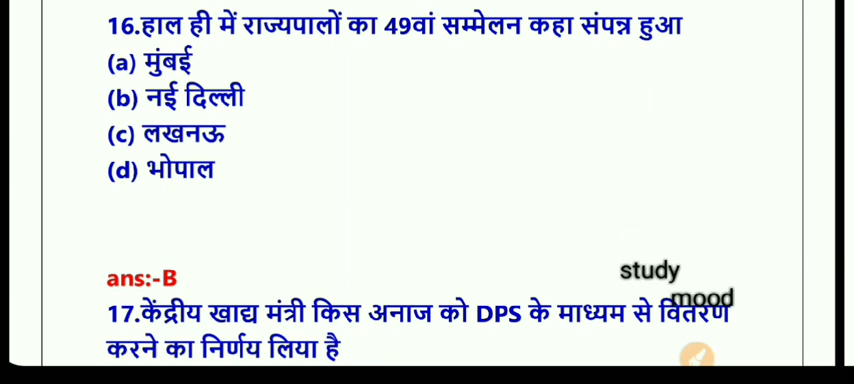 16.हाल ही में राज्यपालों का 49वां सम्मेलन कहा संपन्न हुआ
(a) मुंबई
(b) नई दिल्ली
(c) लखनऊ
(d) भोपाल
ans:-B
study
mood
17.केंद्रीय खाद्य मंत्री किस अनाज को DPS के माध्यम से वितरण
करने का निर्णय लिया है